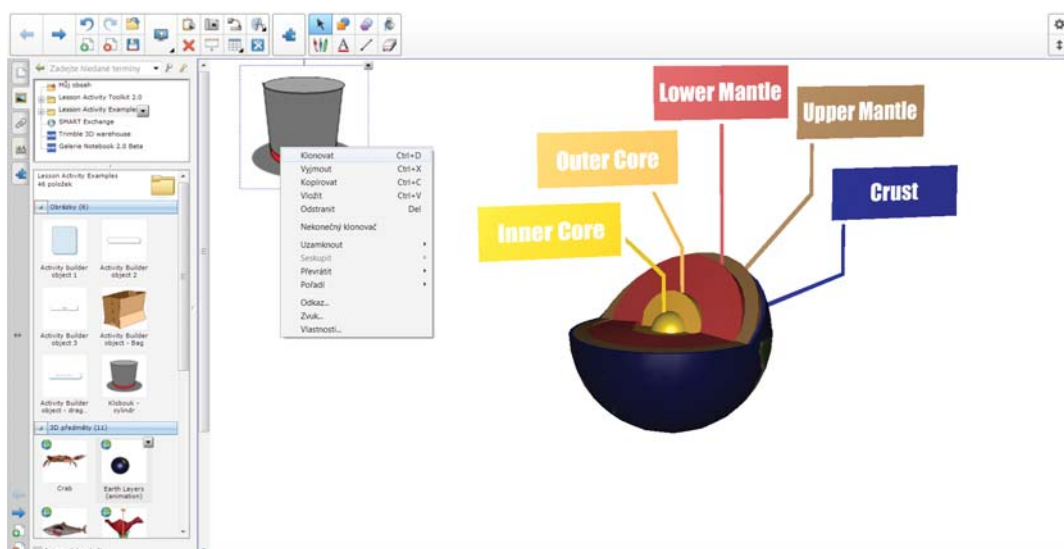 Zadejte hledané termíny
Můj obsah
Lesson Activity Toolkit 2.0
Lesson Activity Examples
SMART Exchange
Trimble 3D warehouse
Galerie Notebook 2.0 Beta
Lesson Activity Examples
46 položek
Obrázky (6)
Activity builder
object 1
Activity Builder
object 2
Activity Builder
object 3
Activity Builder
object - Bag
Activity Builder
object - drag...
Klobouk -
cylindr
3D předměty (11)
Crab
Earth Layers
(animation)
Klonovat Ctrl+D
Vyjmout Ctrl+X
Kopírovat Ctrl+C
Vložit Ctrl+V
Odstranit Del
Nekonečný klonovač
Uzamknout
Seskupit
Převrátit
Pořadí
Odkaz...
Zvuk...
Vlastnosti...
Lower Mantle
Upper Mantle
Outer Core
Crust
Inner Core